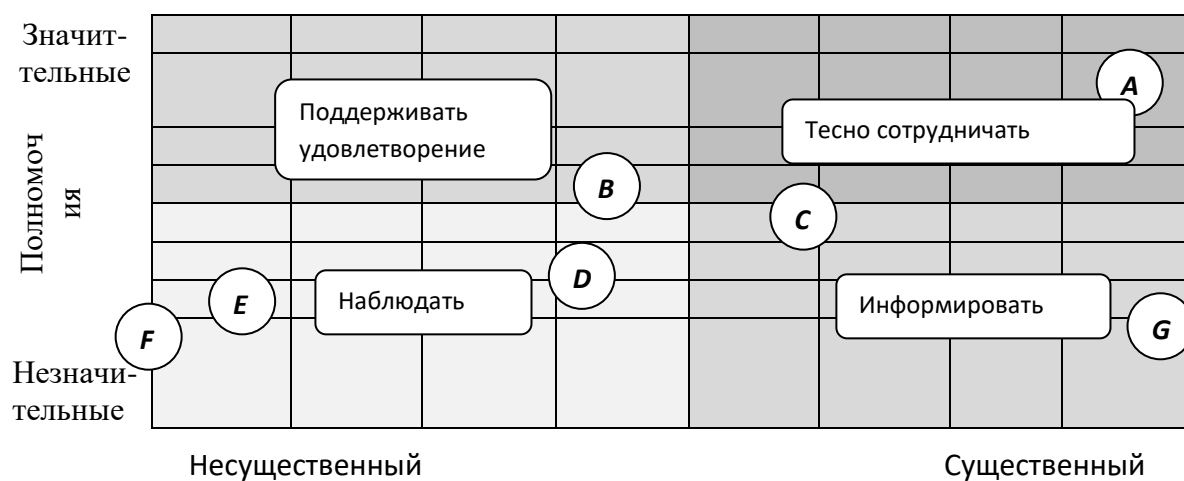 Значит-
тельные
Полномоч
ия
Незначи-
тельные
Поддерживать
удовлетворение
Тесно сотрудничать
Наблюдать
Информировать
A
B
C
D
E
F
G
Несущественный
Существенный